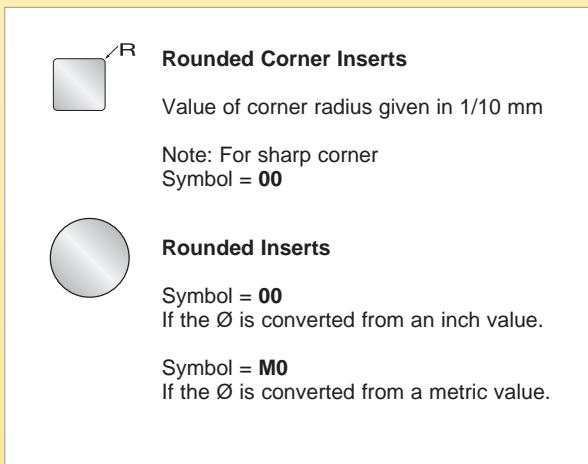 R
Rounded Corner Inserts
Value of corner radius given in 1/10 mm
Note: For sharp corner
Symbol = 00
Rounded Inserts
Symbol = 00
If the Ø is converted from an inch value.
Symbol = M0
If the Ø is converted from a metric value.